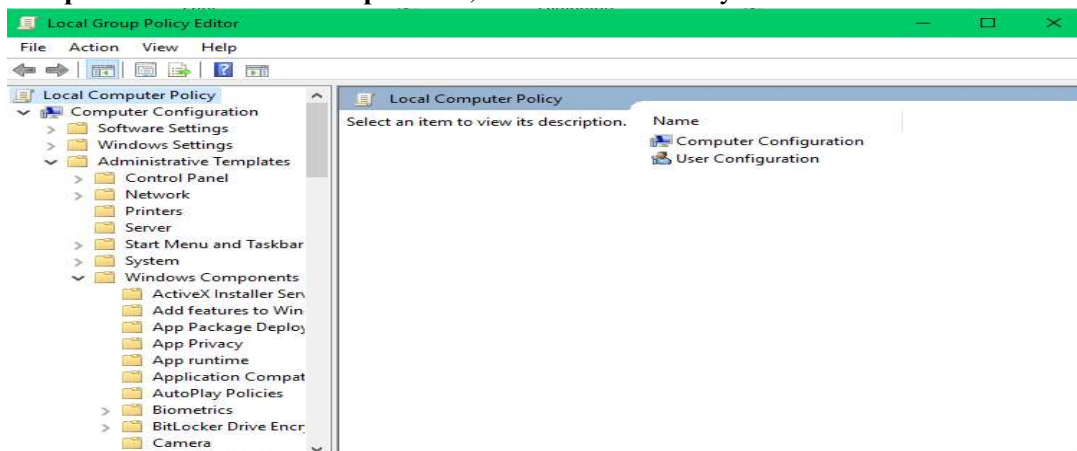 Local Group Policy Editor
File Action View Help
Local Computer Policy
Computer Configuration
Software Settings
Windows Settings
Administrative Templates
Control Panel
Network
Printers
Server
Start Menu and Taskbar
System
Windows Components
ActiveX Installer Serv
Add features to Win
App Package Deploy
App Privacy
App runtime
Application Compat
AutoPlay Policies
Biometrics
BitLocker Drive Encr
Camera
Local Computer Policy
Select an item to view its description.
Name
Computer Configuration
User Configuration